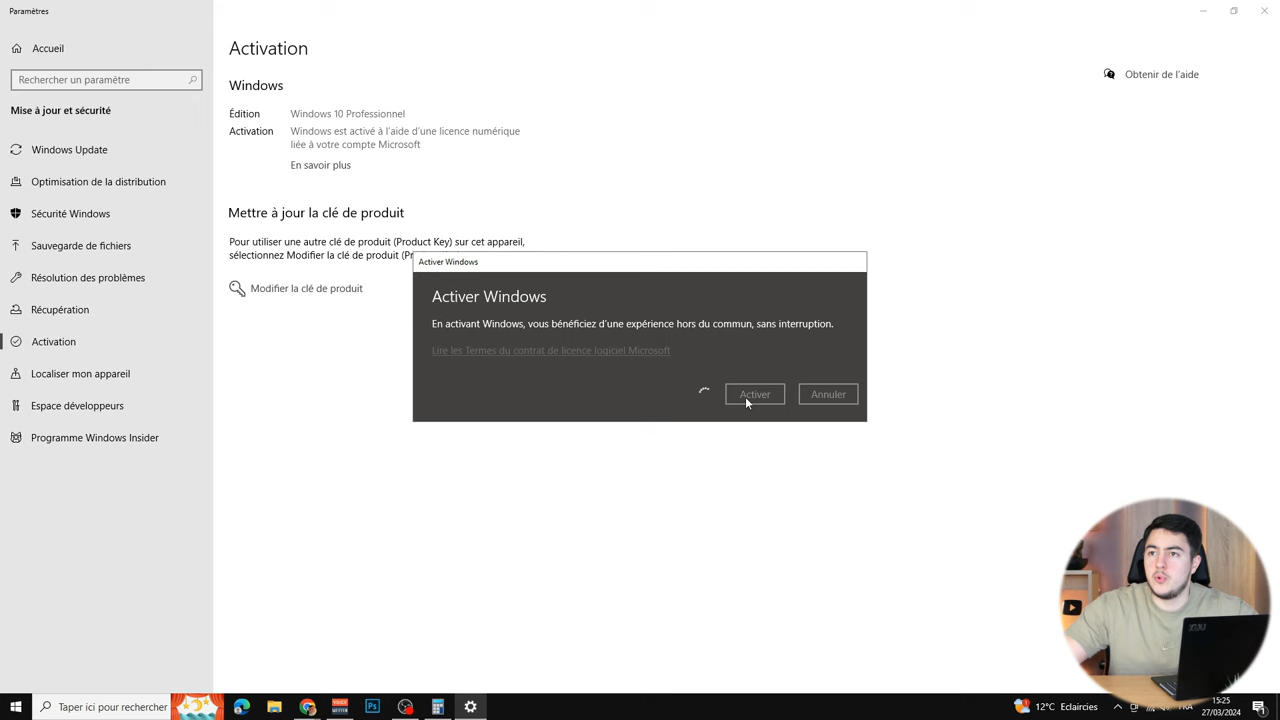 Paramètres
Accueil
Rechercher un paramètre
Mise à jour et sécurité
Windows Update
Optimisation de la distribution
Sécurité Windows
Sauvegarde de fichiers
Résolution des problèmes
Récupération
Activation
Localiser mon appareil
Espace développeurs
Programme Windows Insider
Activation
Windows
Édition Windows 10 Professionnel
Activation Windows est activé à l'aide d'une licence numérique
liée à votre compte Microsoft
En savoir plus
Mettre à jour la clé de produit
Pour utiliser une autre clé de produit (Product Key) sur cet appareil,
sélectionnez Modifier la clé de produit (Pr
Modifier la clé de produit
Obtenir de l'aide
Activer Windows
Activer Windows
En activant Windows, vous bénéficiez d'une expérience hors du commun, sans interruption.
Lire les Termes du contrat de licence logiciel Microsoft
Activer Annuler
Taper ici pour rechercher
12°C Eclaircies
FRA
15:25
27/03/2024